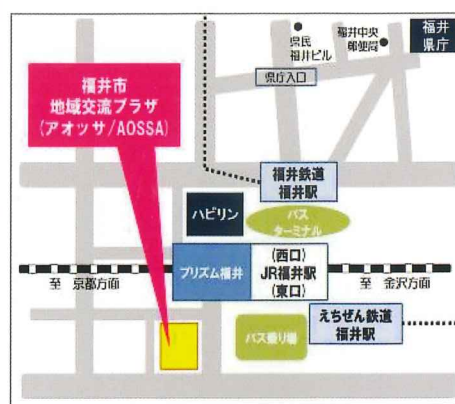 福井市
地域交流プラザ
(アオッサ/AOSSA)
県民
福井ビル
福井中央
郵便局
福井
県庁
県庁入口
福井鉄道
福井駅
ハピリン
バス
ターミナル
プリズム福井
(西口)
JR福井駅
(東口)
至 京都方面
至 金沢方面
バス乗り場
えちぜん鉄道
福井駅